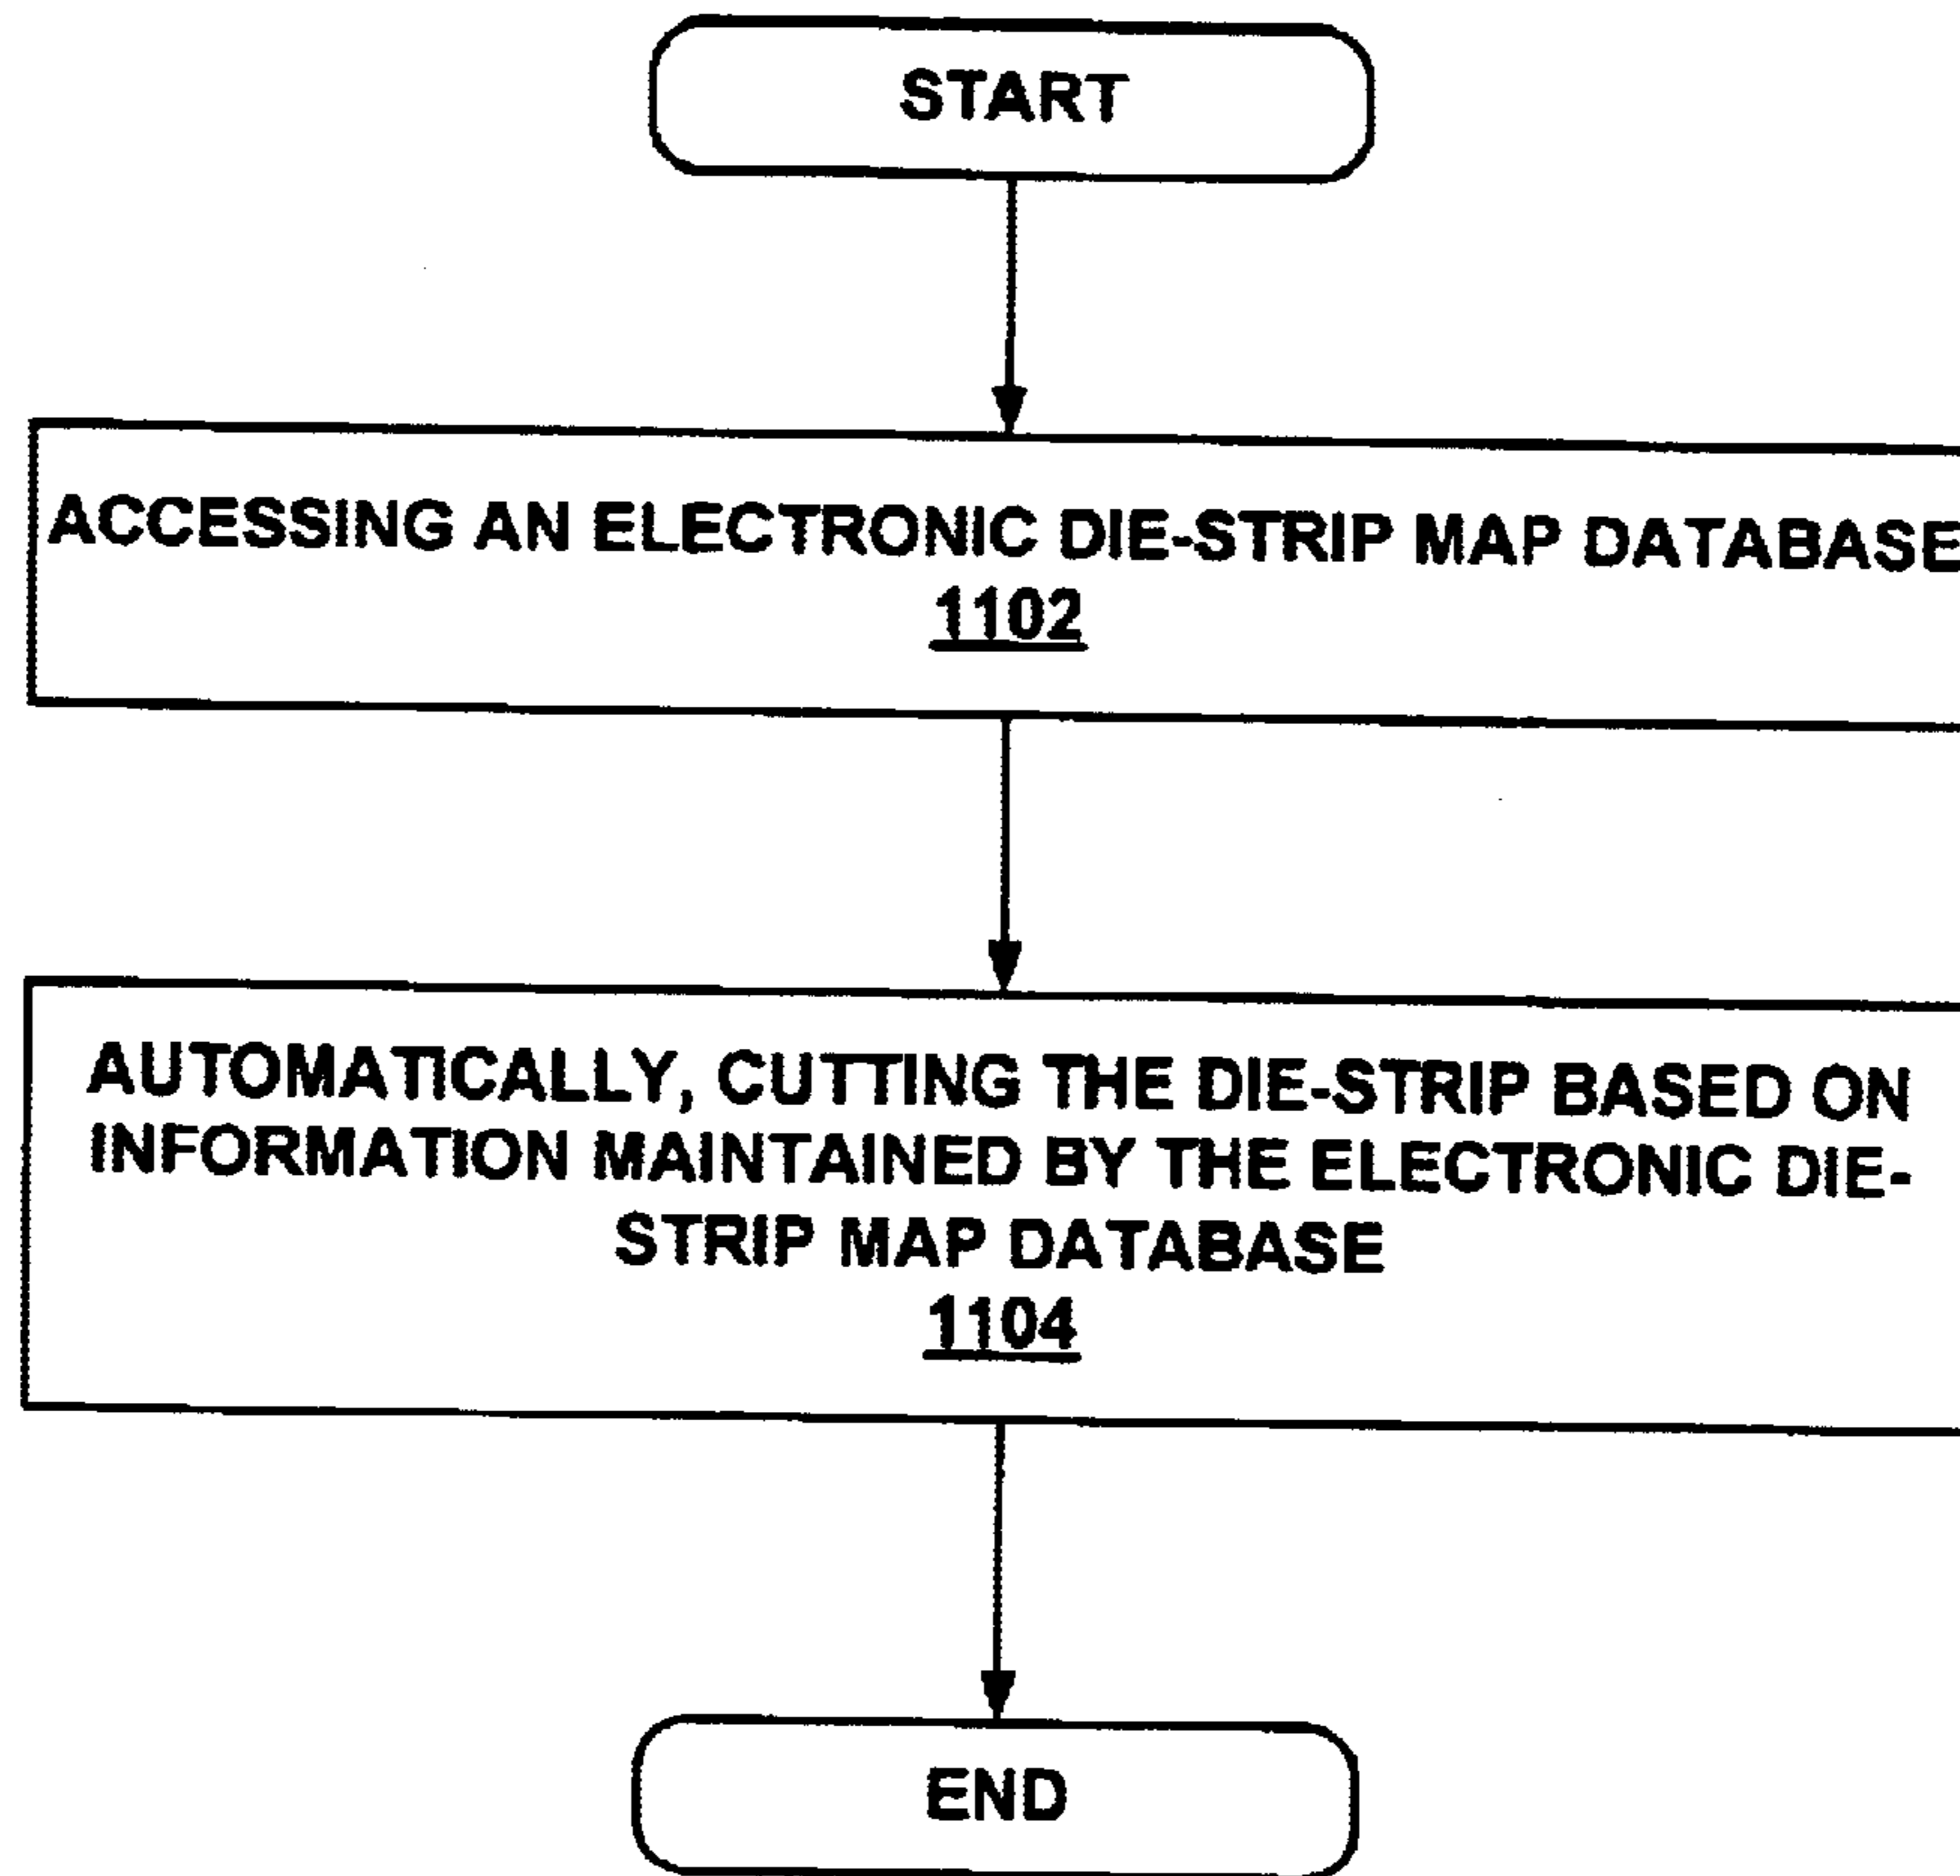 START
ACCESSING AN ELECTRONIC DIE-STRIP MAP DATABASE
1102
AUTOMATICALLY, CUTTING THE DIE-STRIP BASED ON
INFORMATION MAINTAINED BY THE ELECTRONIC DIE-
STRIP MAP DATABASE
1104
END